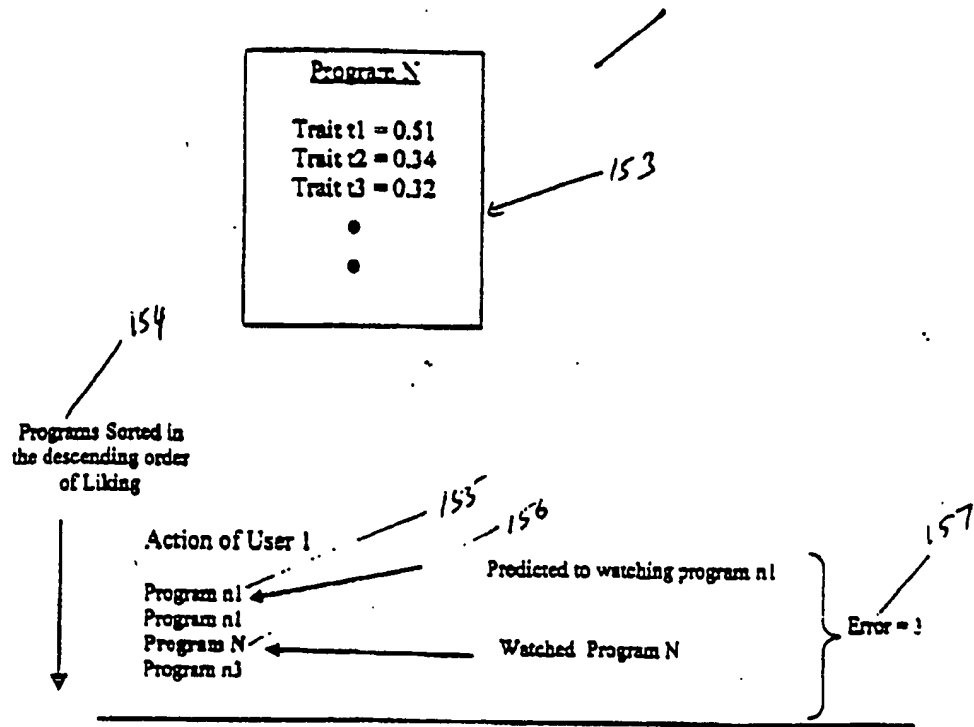 Program N
Trait t1 = 0.51
Trait t2 = 0.34
Trait t3 = 0.32
153
154
Programs Sorted in
the descending order
of Liking
155
156
157
Action of User 1
Predicted to watching program n1
Program n1
Program n1
Program N
Watched Program N
Program n3
Error =